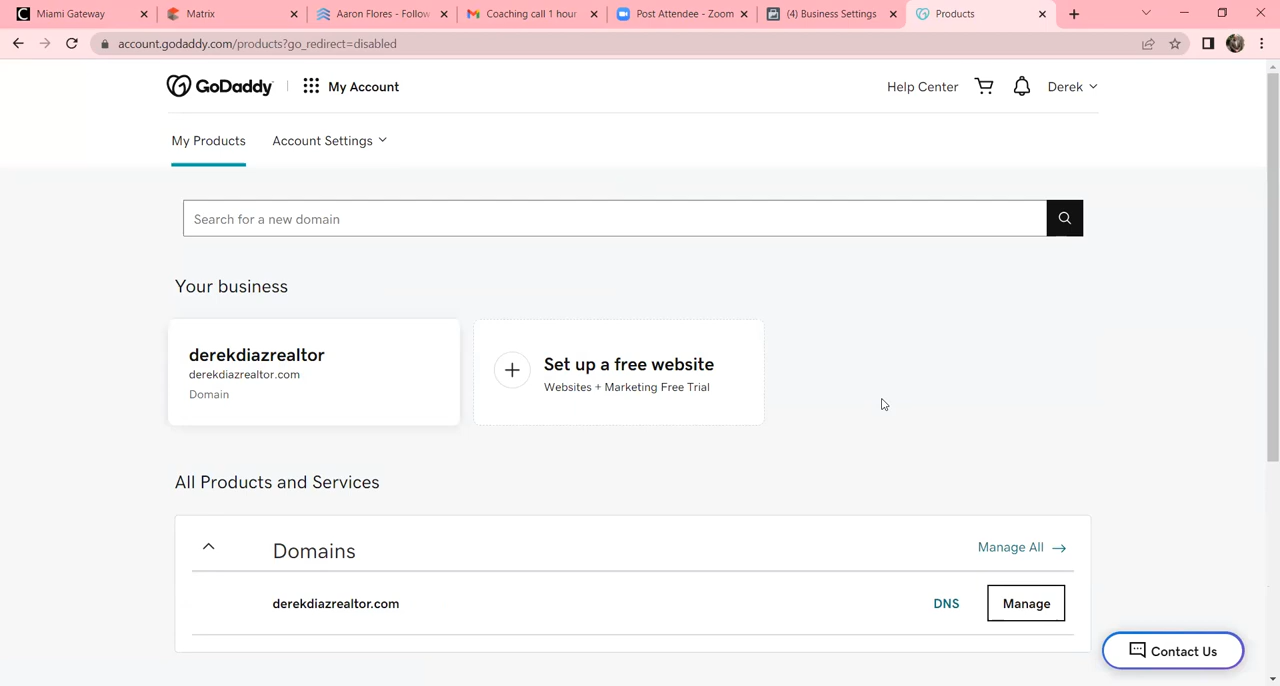 Miami Gateway
Matrix
Aaron Flores - Follow
Coaching call 1 hour
Post Attendee - Zoom
(4) Business Settings
Products
account.godaddy.com/products?go_redirect=disabled
GoDaddy
My Account
Help Center
Derek
My Products
Account Settings
Search for a new domain
Your business
derekdiazrealtor
derekdiazrealtor.com
Domain
Set up a free website
Websites + Marketing Free Trial
All Products and Services
Domains
Manage All
derekdiazrealtor.com
DNS
Manage
Contact Us